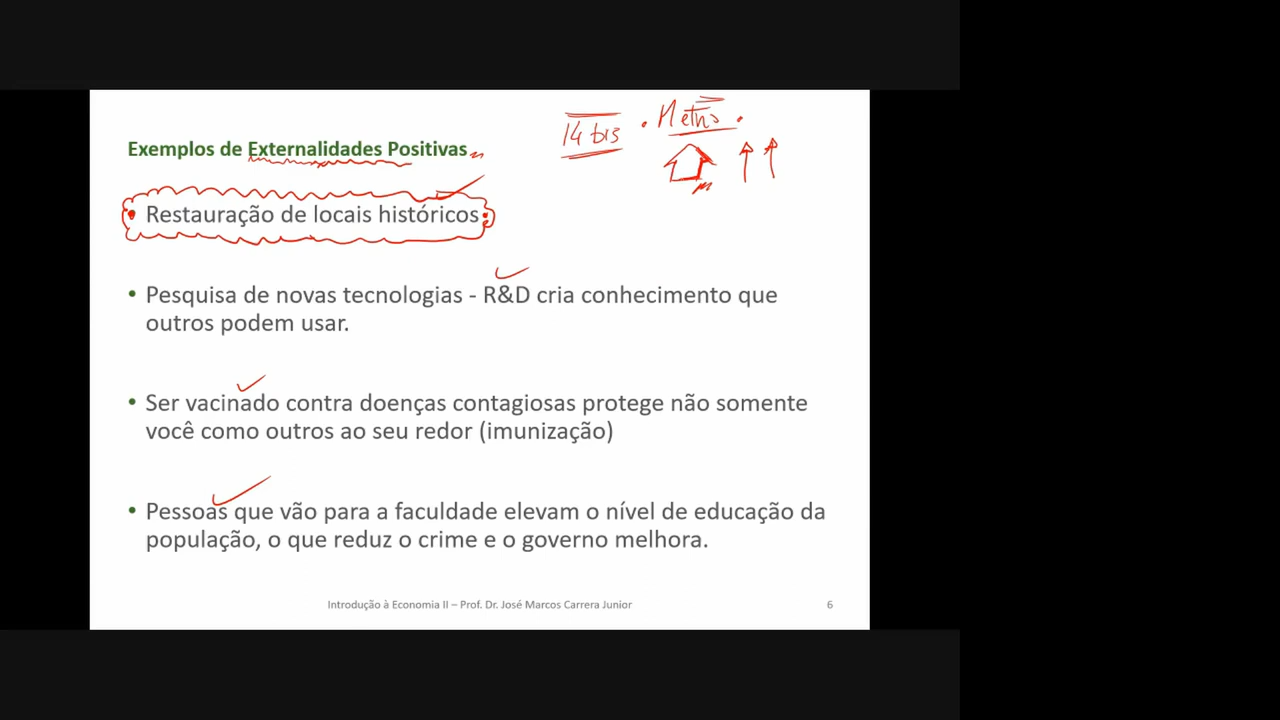 14 bis
Metrô
Exemplos de Externalidades Positivas
• Restauração de locais históricos
• Pesquisa de novas tecnologias - R&D cria conhecimento que
outros podem usar.
• Ser vacinado contra doenças contagiosas protege não somente
você como outros ao seu redor (imunização)
• Pessoas que vão para a faculdade elevam o nível de educação da
população, o que reduz o crime e o governo melhora.
Introdução à Economia II – Prof. Dr. José Marcos Carrera Junior
6